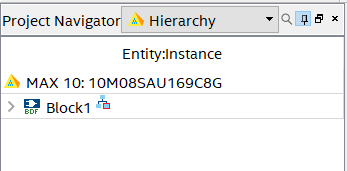 Project Navigator Hierarchy
Entity:Instance
MAX 10: 10M08SAU169C8G
BDF Block1